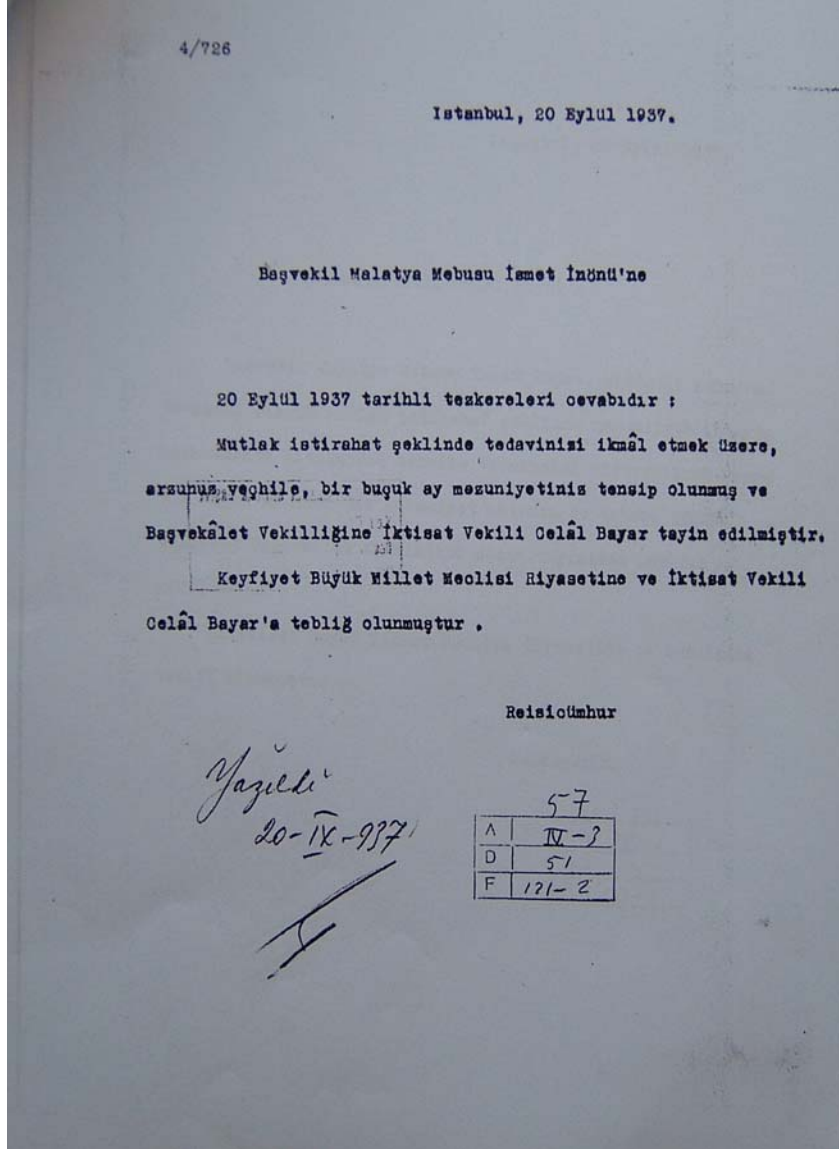 4/726
Istanbul, 20 Eylül 1937.
Başvekil Malatya Mebusu İsmet İnönü'ne
20 Eylül 1937 tarihli tezkereleri cevabıdır :
Mutlak istirahat şeklinde tedavinizi ikmâl etmek üzere,
arzunuz veçhile, bir buçuk ay mezuniyetiniz tensip olunmuş ve
Başvekâlet Vekilliğine İktisat Vekili Celâl Bayar tayin edilmiştir.
Keyfiyet Büyük Millet Meclisi Riyasetine ve İktisat Vekili
Celâl Bayar'a tebliğ olunmuştur .
Reisicümhur
Yazıldı
20-IX-937
57
A IV-3
D 51
F 121-2